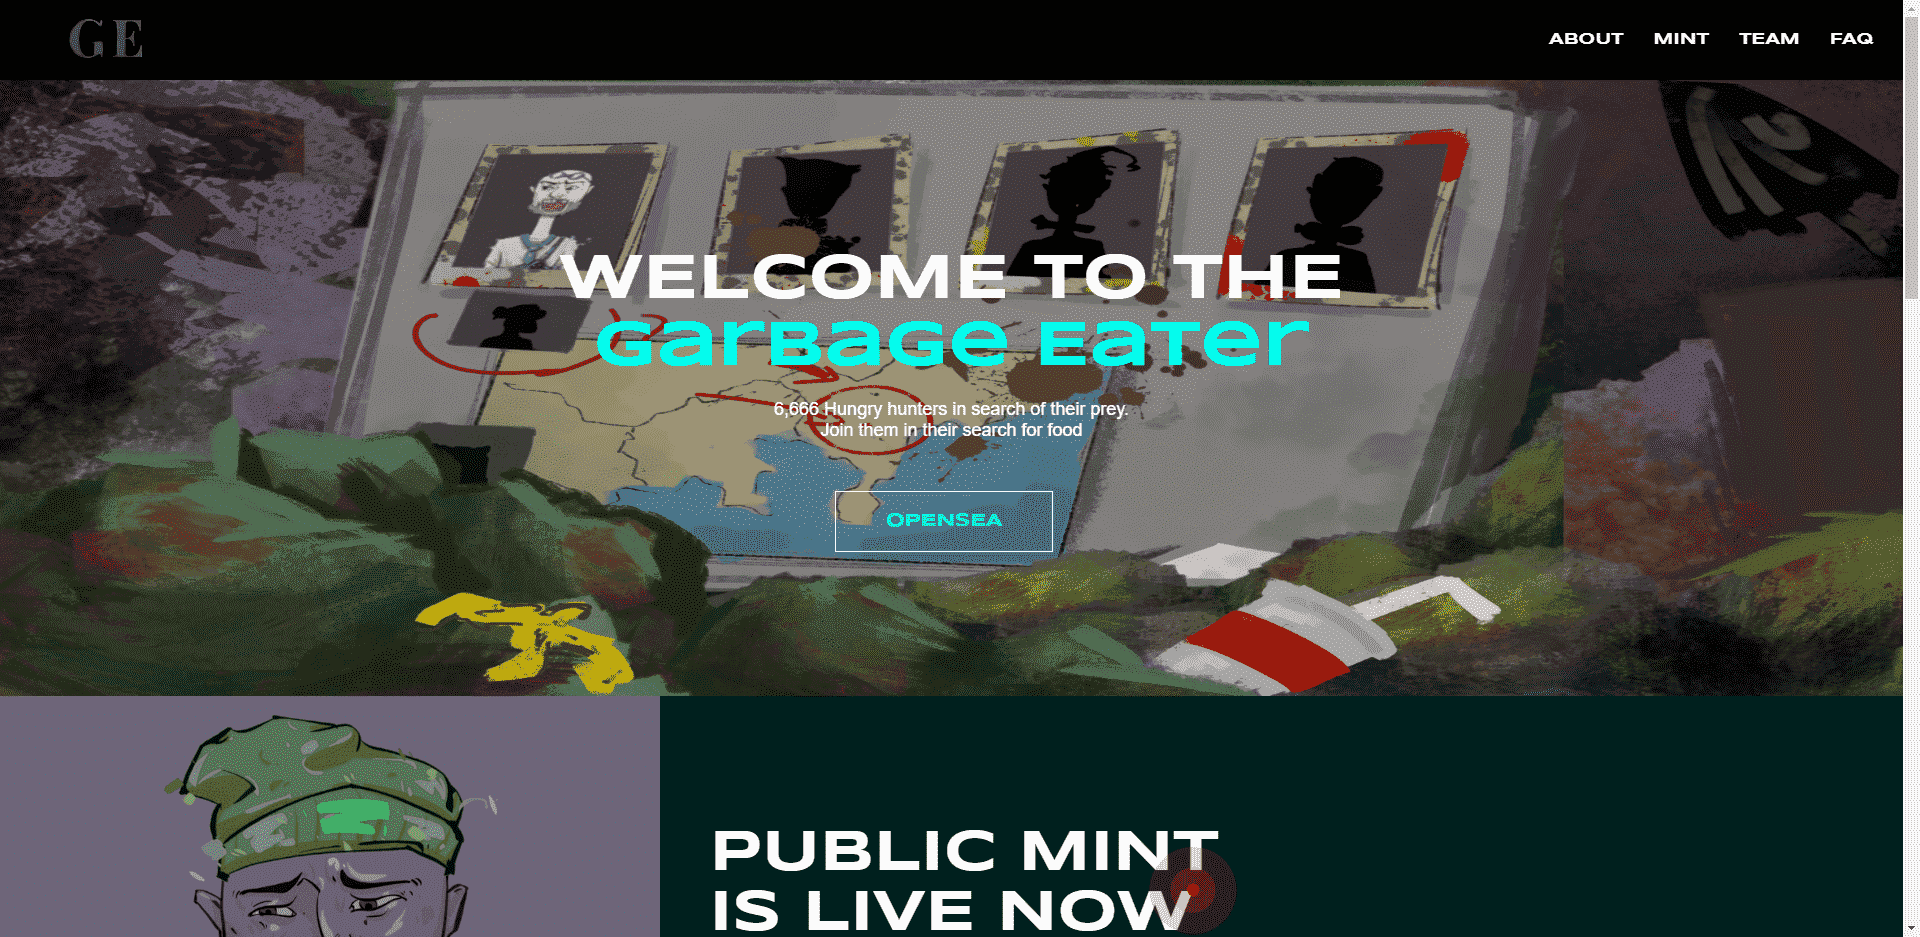 GE
ABOUT MINT TEAM FAQ
WELCOME TO THE
GarBaGe EaTer
6,666 Hungry hunters in search of their prey.
Join them in their search for food
OPENSEA
PUBLIC MINT
IS LIVE NOW